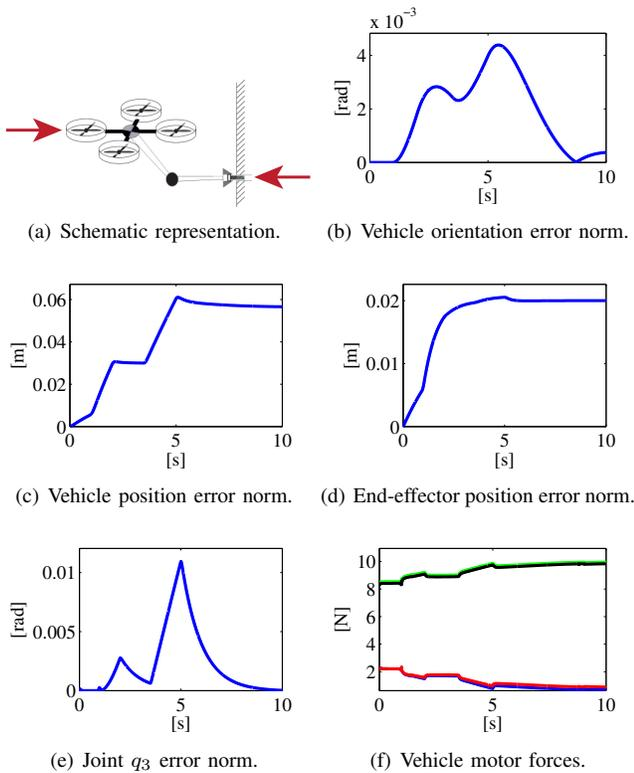 x 10⁻³
4
2
0
[rad]
0
5
10
[s]
(a) Schematic representation.
(b) Vehicle orientation error norm.
0.06
0.04
0.02
0
[m]
0
5
10
[s]
0.02
0.01
0
[m]
0
5
10
[s]
(c) Vehicle position error norm.
(d) End-effector position error norm.
0.01
0.005
0
[rad]
0
5
10
[s]
10
8
6
4
2
[N]
0
5
10
[s]
(e) Joint q₃ error norm.
(f) Vehicle motor forces.